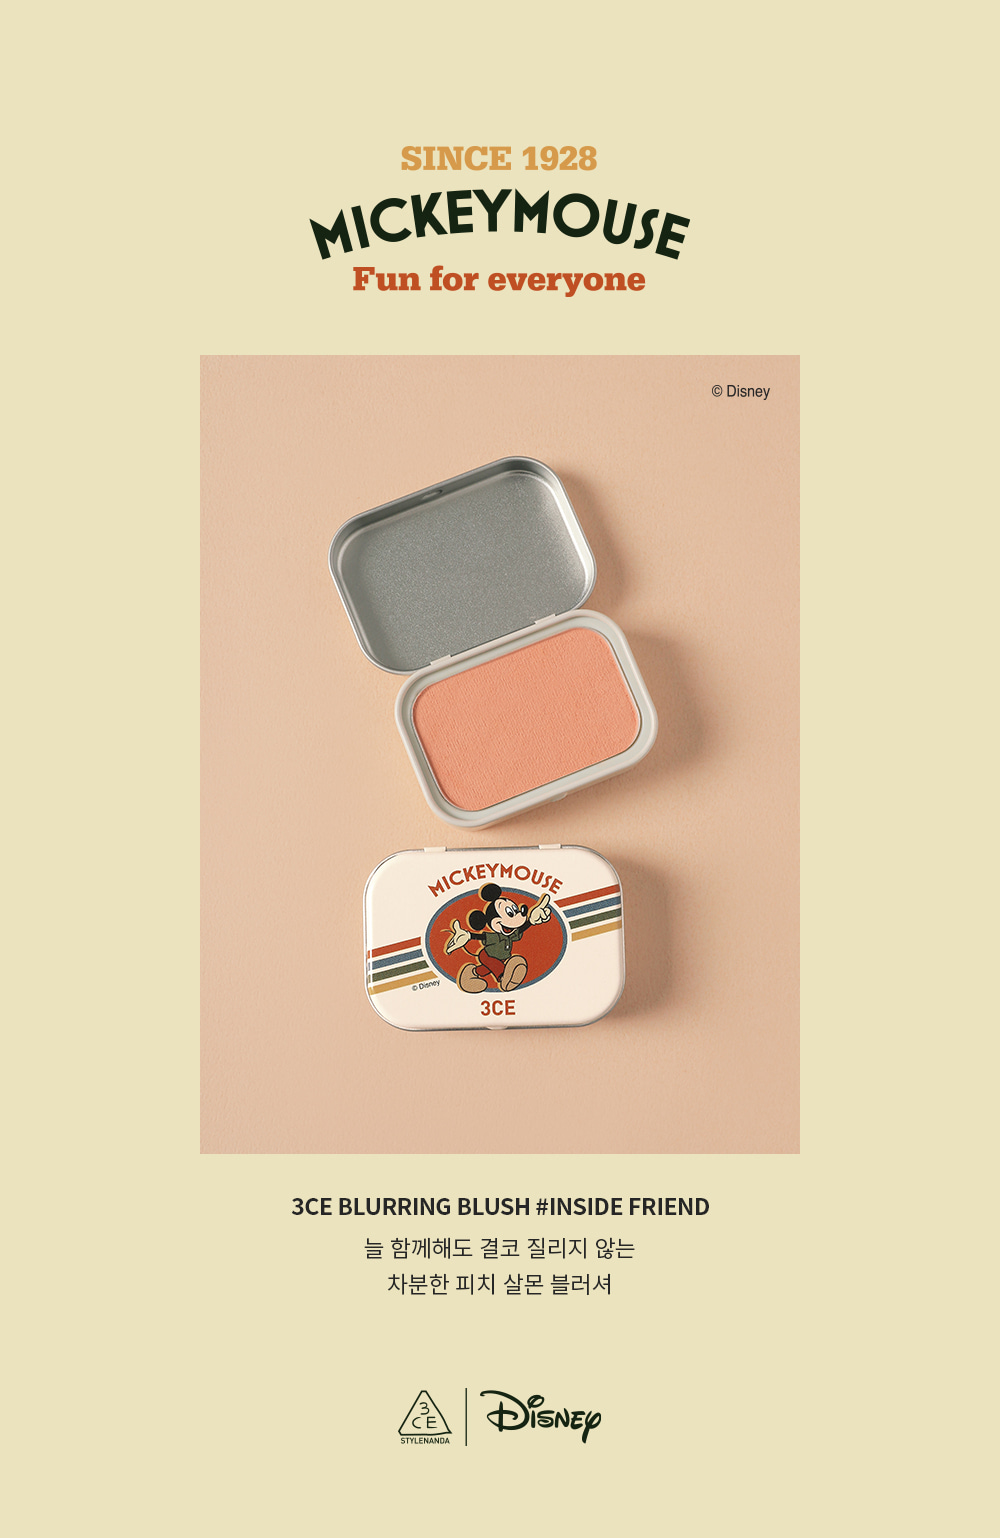 SINCE 1928
MICKEYMOUSE
Fun for everyone
© Disney
MICKEYMOUSE
© Disney
3CE
3CE BLURRING BLUSH #INSIDE FRIEND
늘 함께해도 결코 질리지 않는
차분한 피치 살몬 블러셔
3CE
STYLENANDA
Disney